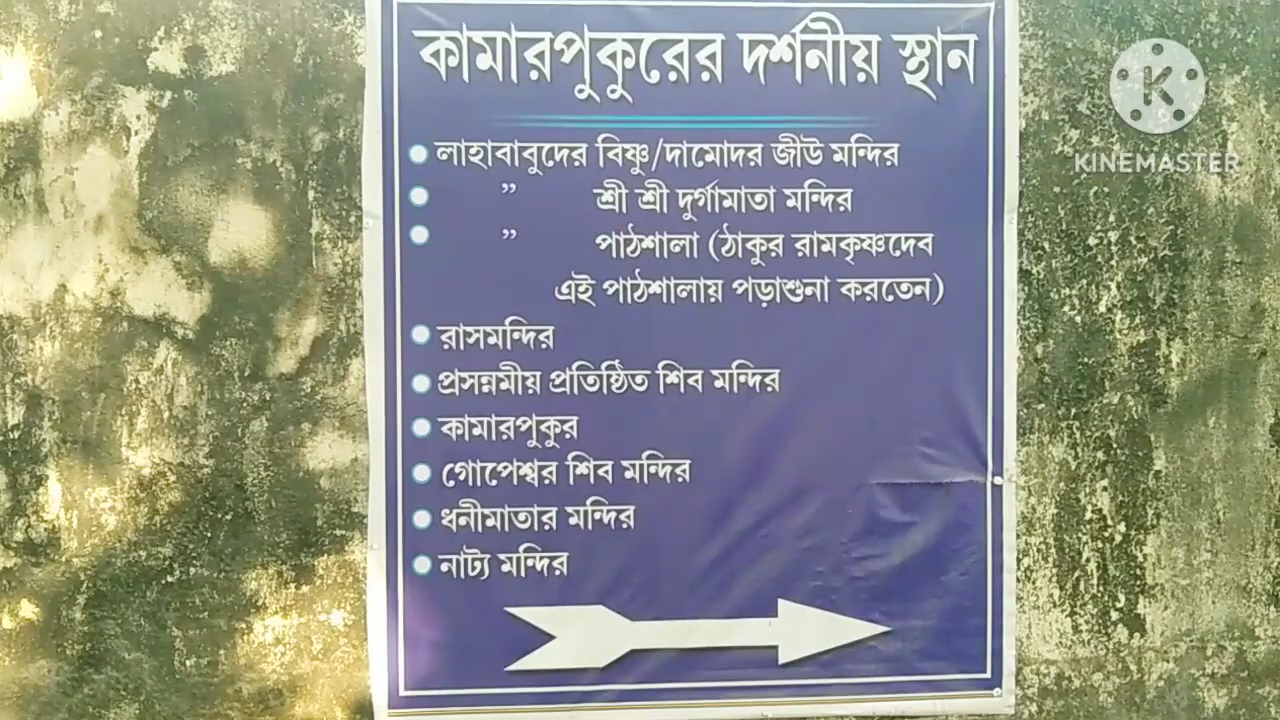 কামারপুকুরের দর্শনীয় স্থান
লাহাবাবুদের বিষ্ণু/দামোদর জীউ মন্দির
” শ্রী শ্রী দুর্গামাতা মন্দির
” পাঠশালা (ঠাকুর রামকৃষ্ণদেব
এই পাঠশালায় পড়াশুনা করতেন)
রাসমন্দির
প্রসন্নমীয় প্রতিষ্ঠিত শিব মন্দির
কামারপুকুর
গোপেশ্বর শিব মন্দির
ধনীমাতার মন্দির
নাট্য মন্দির
K
KINEMASTER